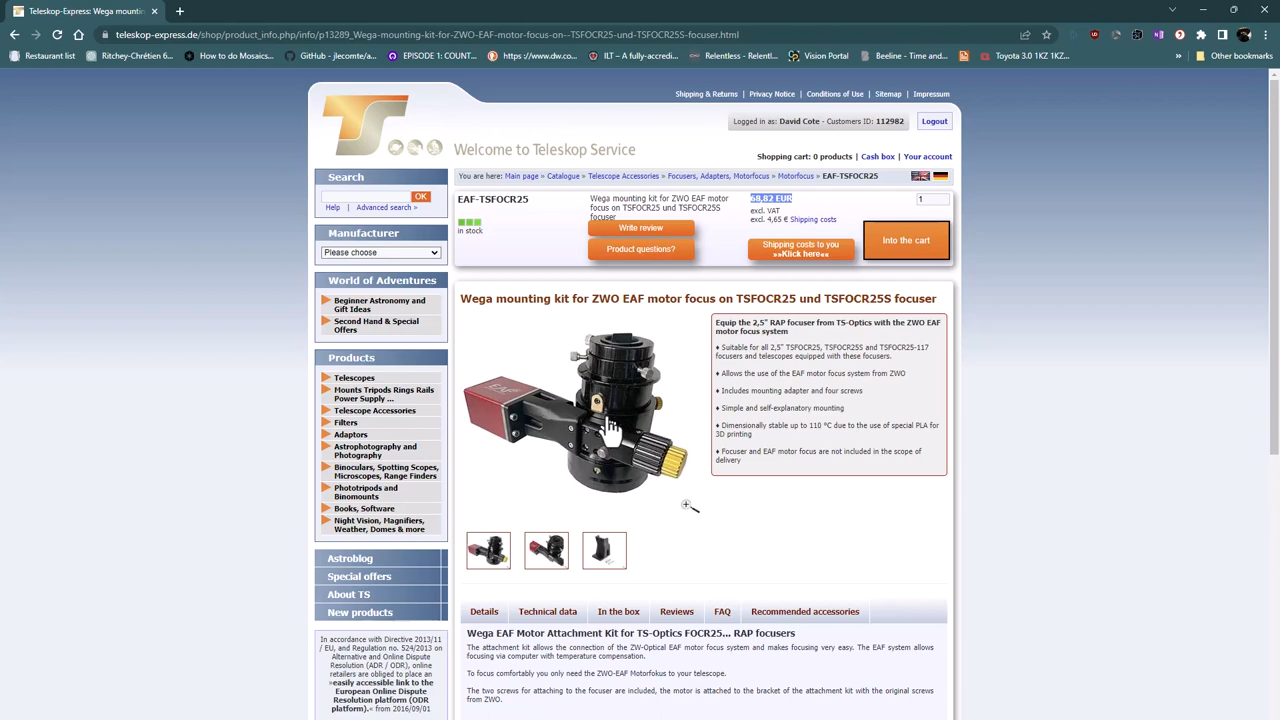 Teleskop-Express: Wega mount
teleskop-express.de/shop/product_info.php/info/p13289_Wega-mounting-kit-for-ZWO-EAF-motor-focus-on--TSFOCR25-und-TSFOCR25S-focuser.html
Restaurant list
Ritchey-Chrétien 6...
How to do Mosaics...
GitHub - jlecomte/a...
EPISODE 1: COUNT...
https://www.dw.co...
ILT – A fully-accredi...
Relentless - Relentl...
Vision Portal
Beeline - Time and...
Toyota 3.0 1KZ 1KZ...
»
Other bookmarks
Shipping & Returns | Privacy Notice | Conditions of Use | Sitemap | Impressum
TS
Welcome to Teleskop Service
Logged in as: David Cote - Customers ID: 112982
Logout
Shopping cart: 0 products | Cash box | Your account
Search
OK
Help | Advanced search »
Manufacturer
Please choose
World of Adventures
Beginner Astronomy and
Gift Ideas
Second Hand & Special
Offers
Products
Telescopes
Mounts Tripods Rings Rails
Power Supply ...
Telescope Accessories
Filters
Adaptors
Astrophotography and
Photography
Binoculars, Spotting Scopes,
Microscopes, Range Finders
Phototripods and
Binomounts
Books, Software
Night Vision, Magnifiers,
Weather, Domes & more
Astroblog
Special offers
About TS
New products
In accordance with Directive 2013/11
/ EU, and Regulation no. 524/2013 on
Alternative and Online Dispute
Resolution (ADR / ODR), online
retailers are obliged to place an
»easily accessible link to the
European Online Dispute
Resolution platform (ODR
platform).« from 2016/09/01
You are here: Main page » Catalogue » Telescope Accessories » Focusers, Adapters, Motorfocus » Motorfocus » EAF-TSFOCR25
EAF-TSFOCR25
in stock
Wega mounting kit for ZWO EAF motor
focus on TSFOCR25 und TSFOCR25S
focuser
Write review
Product questions?
68,82 EUR
excl. VAT
excl. 4,65 € Shipping costs
Shipping costs to you
»»Klick here««
1
Into the cart
Wega mounting kit for ZWO EAF motor focus on TSFOCR25 und TSFOCR25S focuser
EAF
Equip the 2,5" RAP focuser from TS-Optics with the ZWO EAF
motor focus system
♦ Suitable for all 2,5" TSFOCR25, TSFOCR25S and TSFOCR25-117
focusers and telescopes equipped with these focusers.
♦ Allows the use of the EAF motor focus system from ZWO
♦ Includes mounting adapter and four screws
♦ Simple and self-explanatory mounting
♦ Dimensionally stable up to 110 °C due to the use of special PLA for
3D printing
♦ Focuser and EAF motor focus are not included in the scope of
delivery
Details
Technical data
In the box
Reviews
FAQ
Recommended accessories
Wega EAF Motor Attachment Kit for TS-Optics FOCR25... RAP focusers
The attachment kit allows the connection of the ZW-Optical EAF motor focus system and makes focusing very easy. The EAF system allows
focusing via computer with temperature compensation.
To focus comfortably you only need the ZWO-EAF Motorfokus to your telescope.
The two screws for attaching to the focuser are included, the motor is attached to the bracket of the attachment kit with the original screws
from ZWO.